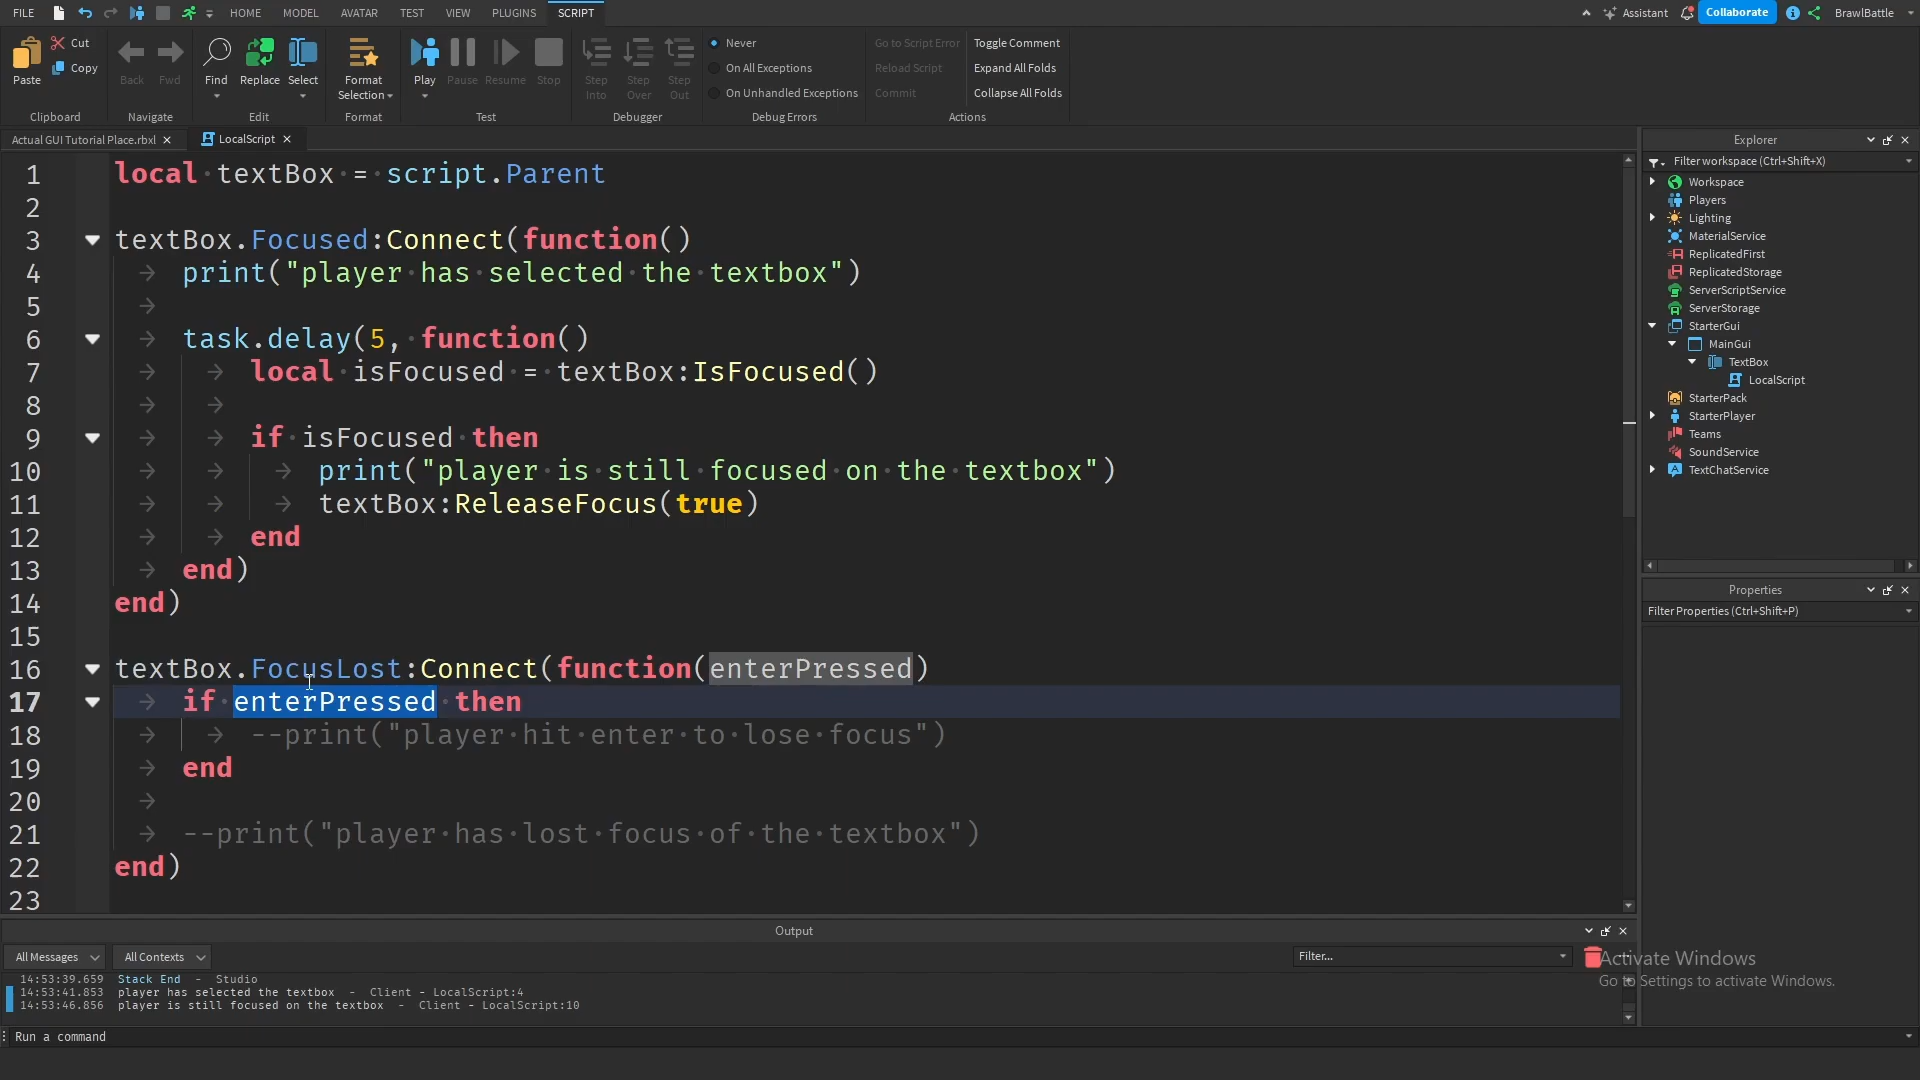 FILE HOME MODEL AVATAR TEST VIEW PLUGINS SCRIPT Assistant Collaborate BrawlBattle
Paste Cut Copy
Clipboard
Back Fwd
Navigate
Find Replace Select
Edit
Format Selection
Format
Play Pause Resume Stop
Test
Step Into
Step Over
Step Out
Debugger
Never
On All Exceptions
On Unhandled Exceptions
Debug Errors
Go to Script Error
Reload Script
Commit
Toggle Comment
Expand All Folds
Collapse All Folds
Actions
Actual GUI Tutorial Place.rbxl LocalScript
1 local textBox = script.Parent
2
3 textBox.Focused:Connect(function()
4 print("player has selected the textbox")
5
6 task.delay(5, function()
7 local isFocused = textBox:IsFocused()
8
9 if isFocused then
10 print("player is still focused on the textbox")
11 textBox:ReleaseFocus(true)
12 end
13 end)
14 end)
15
16 textBox.FocusLost:Connect(function(enterPressed)
17 if enterPressed then
18 --print("player hit enter to lose focus")
19 end
20
21 --print("player has lost focus of the textbox")
22 end)
23
Explorer
Filter workspace (Ctrl+Shift+X)
Workspace
Players
Lighting
MaterialService
ReplicatedFirst
ReplicatedStorage
ServerScriptService
ServerStorage
StarterGui
MainGui
TextBox
LocalScript
StarterPack
StarterPlayer
Teams
SoundService
TextChatService
Properties
Filter Properties (Ctrl+Shift+P)
Output
All Messages All Contexts Filter...
14:53:39.659 Stack End - Studio
14:53:41.853 player has selected the textbox - Client - LocalScript:4
14:53:46.856 player is still focused on the textbox - Client - LocalScript:10
Activate Windows
Go to Settings to activate Windows.
Run a command